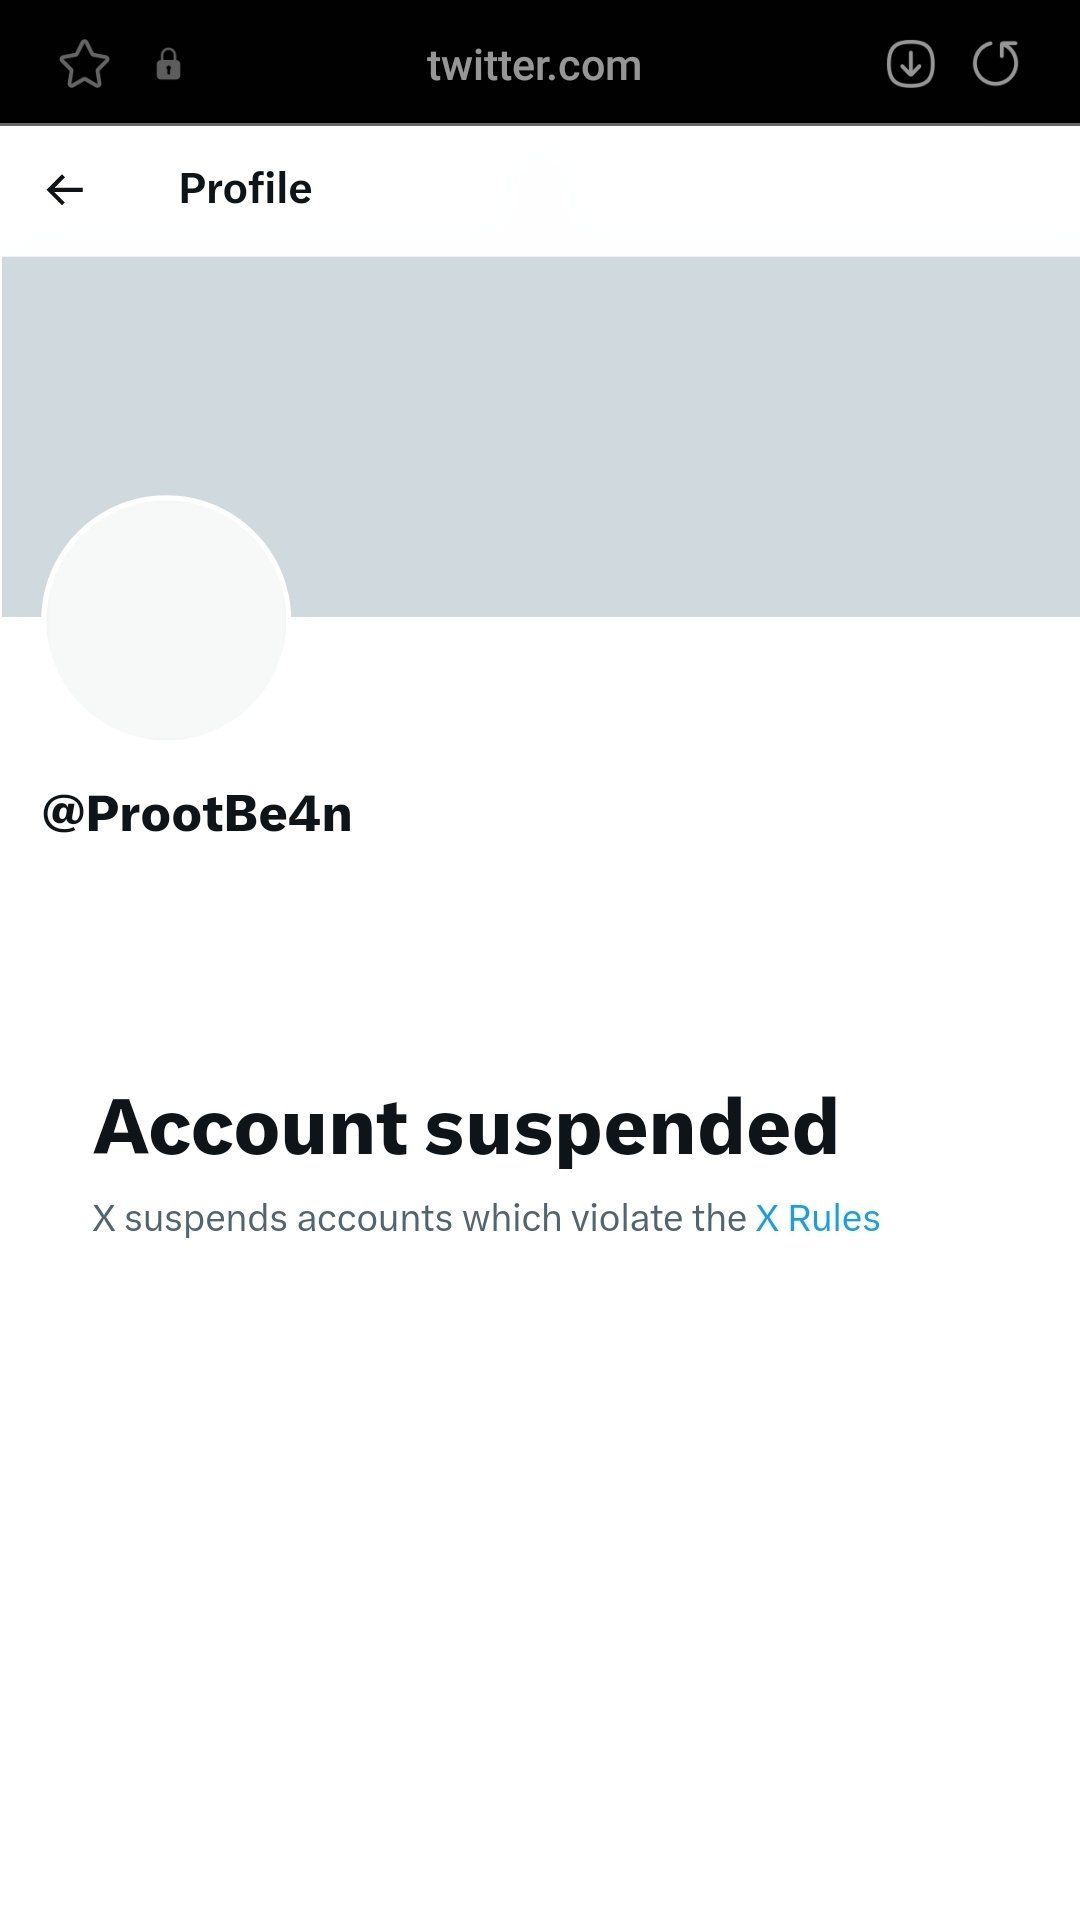 twitter.com
Profile
@ProotBe4n
Account suspended
X suspends accounts which violate the X Rules